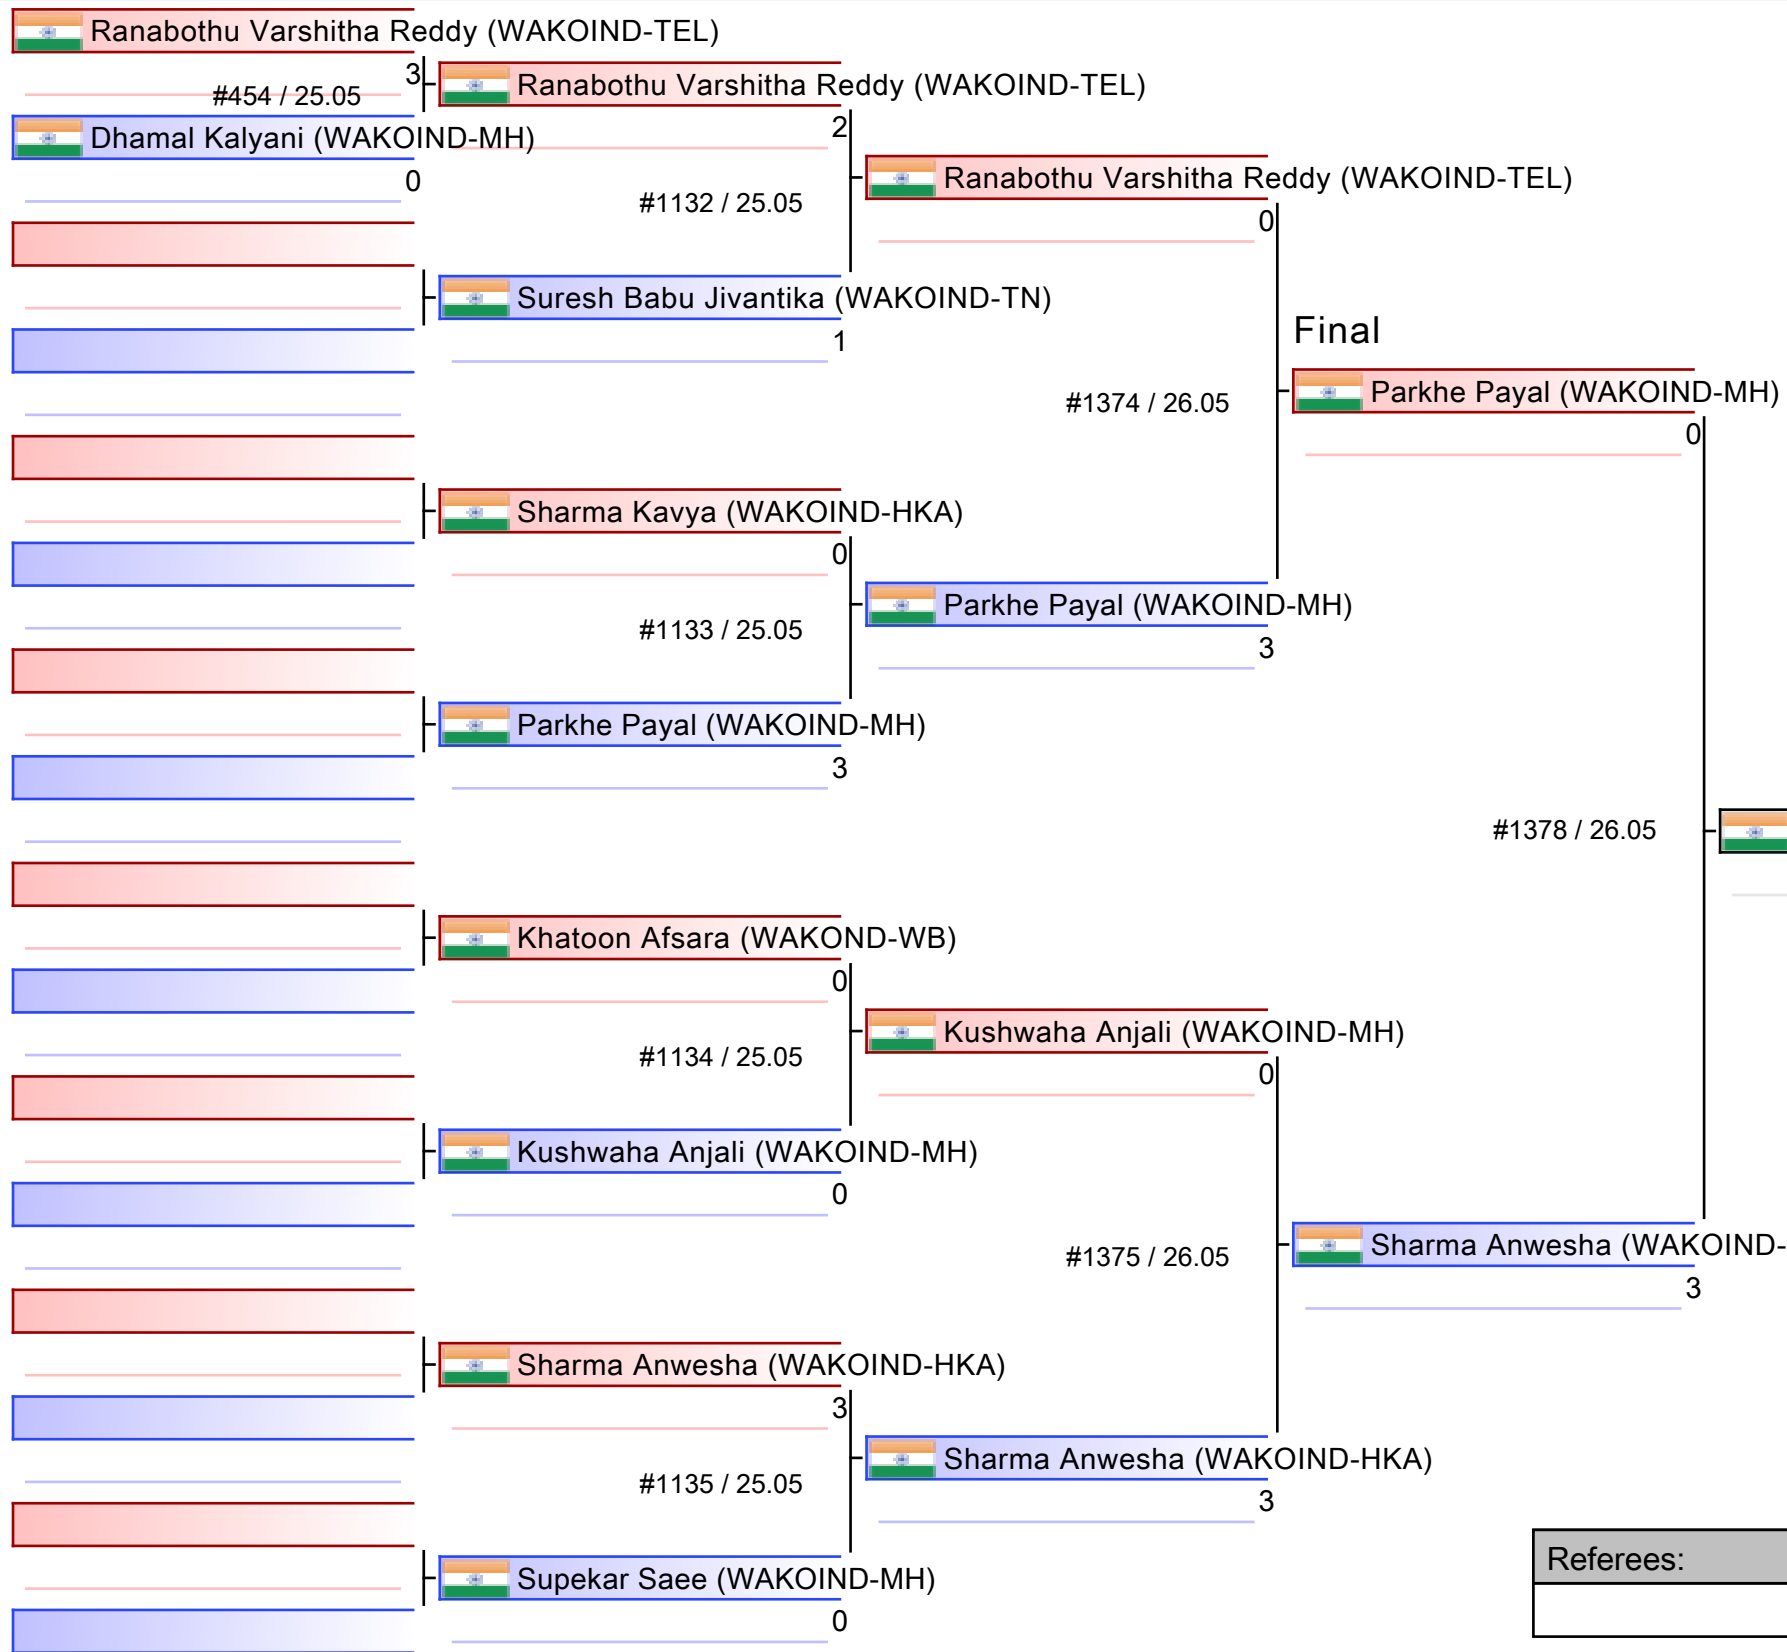 Ranabothu Varshitha Reddy (WAKOIND-TEL)
3
#454 / 25.05
Dhamal Kalyani (WAKOIND-MH)
0
Ranabothu Varshitha Reddy (WAKOIND-TEL)
2
#1132 / 25.05
Suresh Babu Jivantika (WAKOIND-TN)
1
Sharma Kavya (WAKOIND-HKA)
0
#1133 / 25.05
Parkhe Payal (WAKOIND-MH)
3
Khatoon Afsara (WAKOND-WB)
0
#1134 / 25.05
Kushwaha Anjali (WAKOIND-MH)
0
Sharma Anwesha (WAKOIND-HKA)
3
#1135 / 25.05
Supekar Saee (WAKOIND-MH)
0
Ranabothu Varshitha Reddy (WAKOIND-TEL)
0
#1374 / 26.05
Parkhe Payal (WAKOIND-MH)
3
Kushwaha Anjali (WAKOIND-MH)
0
#1375 / 26.05
Sharma Anwesha (WAKOIND-HKA)
3
Final
Parkhe Payal (WAKOIND-MH)
0
#1378 / 26.05
Sharma Anwesha (WAKOIND-
3
Referees: